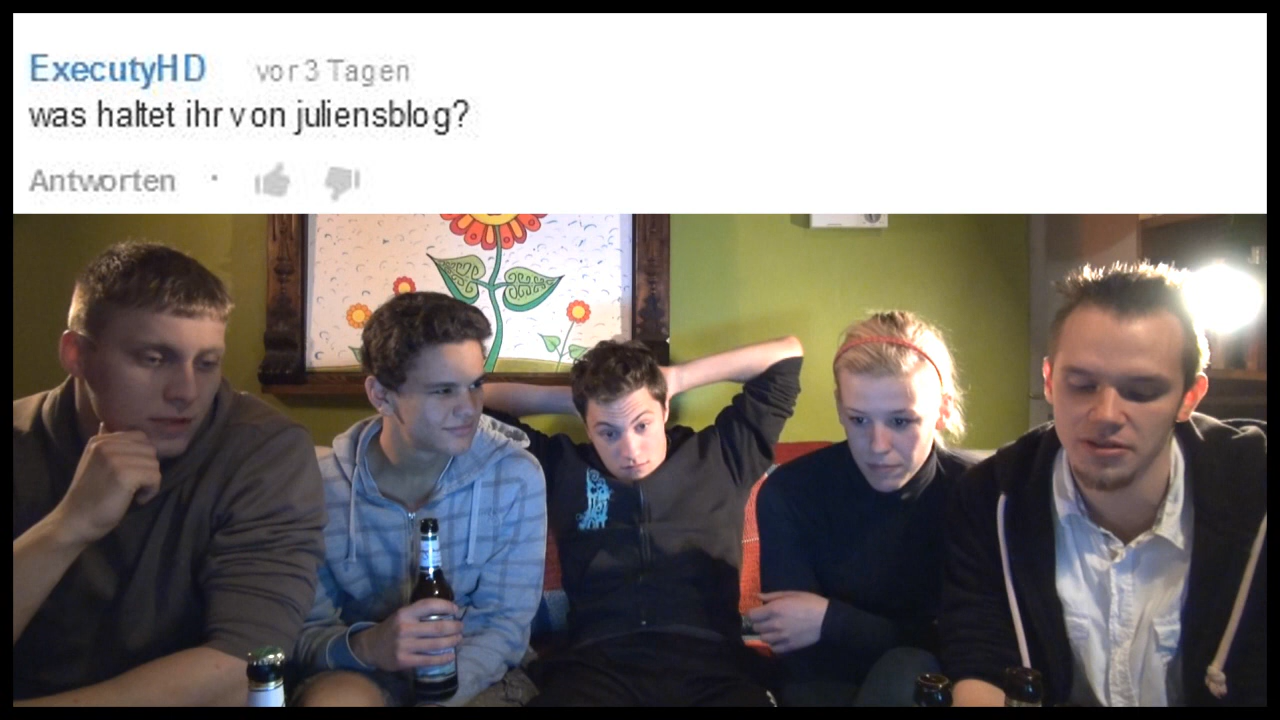 ExecutyHD vor 3 Tagen
was haltet ihr von juliensblog?
Antworten